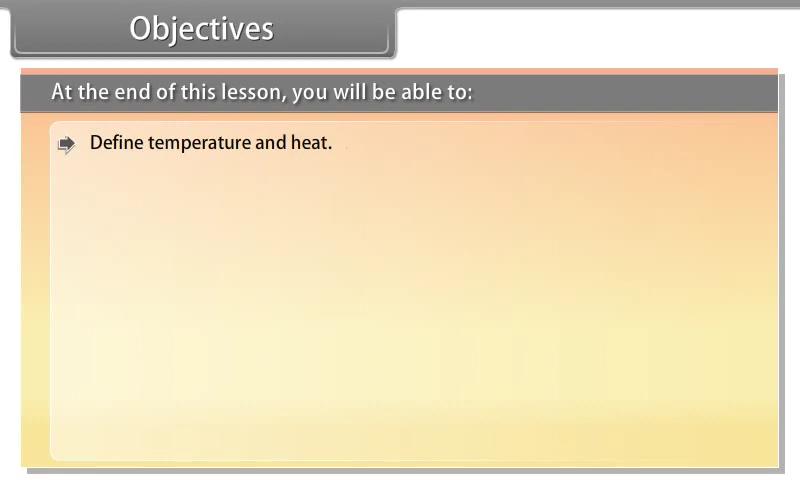 Objectives
At the end of this lesson, you will be able to:
Define temperature and heat.